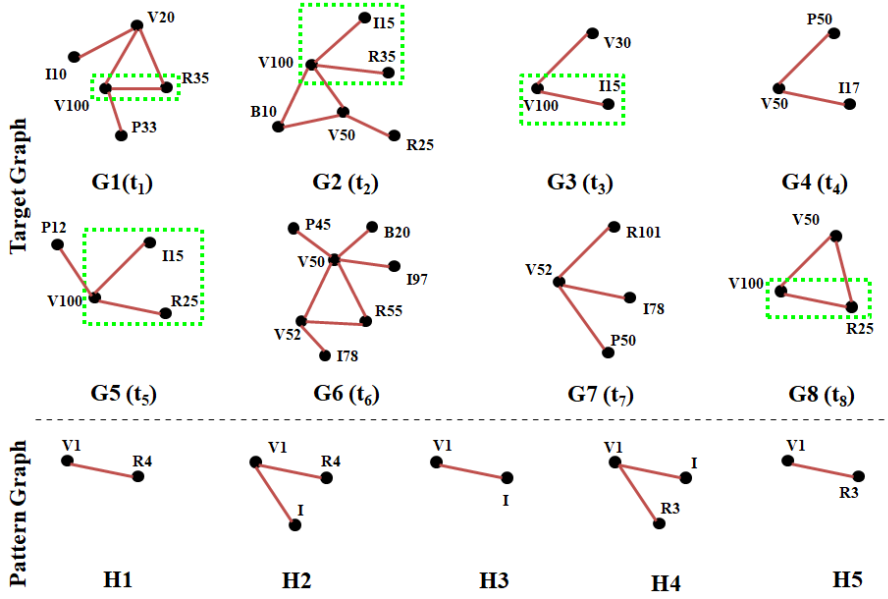 Target Graph
V20
I10
R35
V100
P33
G1(t1)
I15
R35
V100
B10
V50
R25
G2 (t2)
V30
I15
V100
G3 (t3)
P50
I17
V50
G4 (t4)
P12
I15
V100
R25
G5 (t5)
P45
B20
V50
I97
R55
V52
I78
G6 (t6)
R101
V52
I78
P50
G7 (t7)
V50
V100
R25
G8 (t8)
Pattern Graph
V1
R4
H1
V1
R4
I
H2
V1
I
H3
V1
I
R3
H4
V1
R3
H5